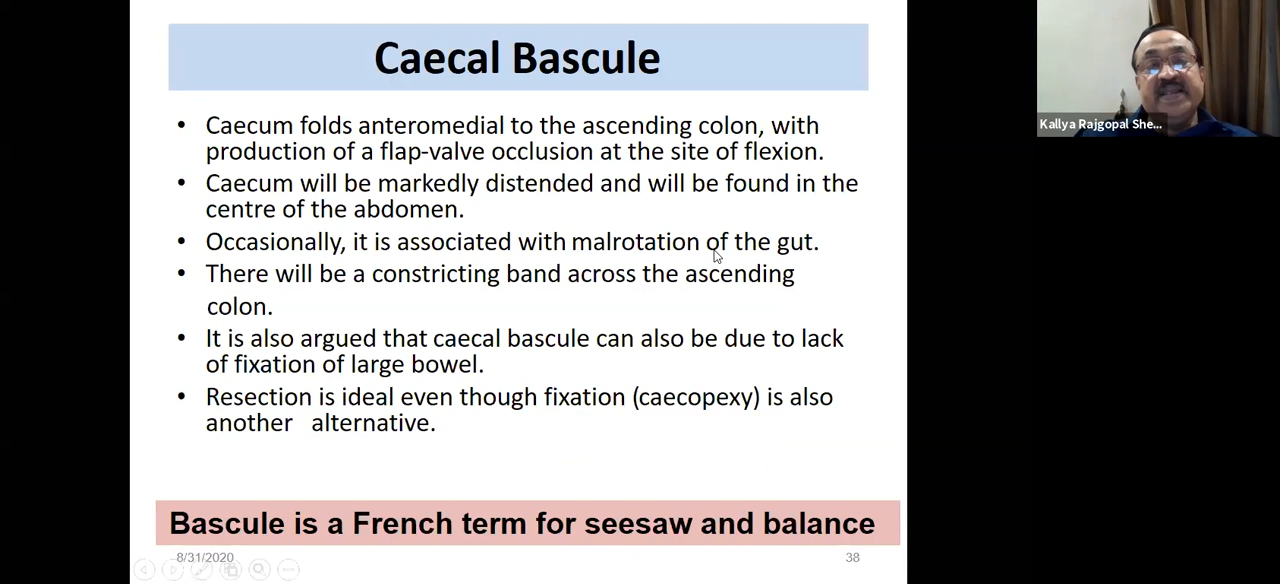 Caecal Bascule
• Caecum folds anteromedial to the ascending colon, with
production of a flap-valve occlusion at the site of flexion.
• Caecum will be markedly distended and will be found in the
centre of the abdomen.
• Occasionally, it is associated with malrotation of the gut.
• There will be a constricting band across the ascending
colon.
• It is also argued that caecal bascule can also be due to lack
of fixation of large bowel.
• Resection is ideal even though fixation (caecopexy) is also
another alternative.
Bascule is a French term for seesaw and balance
8/31/2020
38
Kallya Rajgopal She...